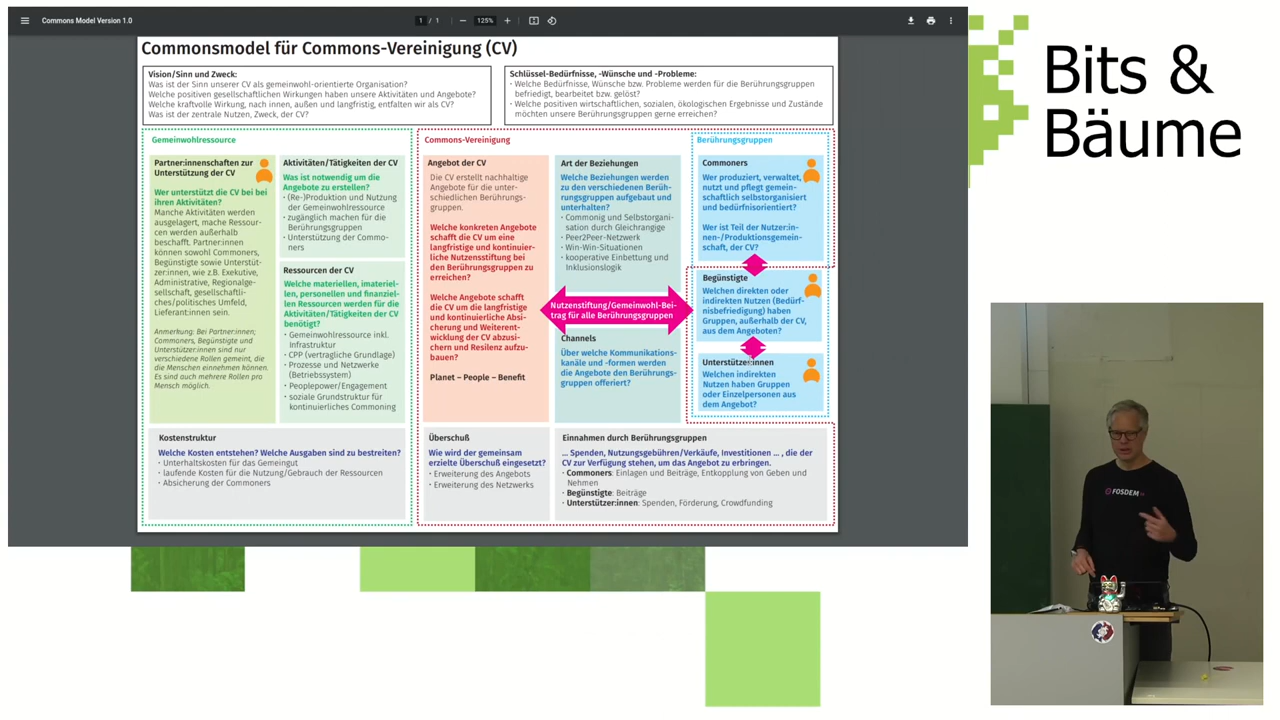 Commons Model Version 1.0
1 / 1
125%
Commonsmodel für Commons-Vereinigung (CV)
Vision/Sinn und Zweck:
Was ist der Sinn unserer CV als gemeinwohl-orientierte Organisation?
Welche positiven gesellschaftlichen Wirkungen haben unsere Aktivitäten und Angebote?
Welche kraftvolle Wirkung, nach innen, außen und langfristig, entfalten wir als CV?
Was ist der zentrale Nutzen, Zweck, der CV?
Schlüssel-Bedürfnisse, -Wünsche und -Probleme:
· Welche Bedürfnisse, Wünsche bzw. Probleme werden für die Berührungsgruppen
befriedigt, bearbeitet bzw. gelöst?
· Welche positiven wirtschaftlichen, sozialen, ökologischen Ergebnisse und Zustände
möchten unsere Berührungsgruppen gerne erreichen?
Gemeinwohlressource
Partner:innenschaften zur
Unterstützung der CV
Wer unterstützt die CV bei bei
ihren Aktivitäten?
Manche Aktivitäten werden
ausgelagert, mache Ressour-
cen werden außerhalb
beschafft. Partner:innen
können sowohl Commoners,
Begünstigte sowie Unterstüt-
zer:innen, wie z.B. Exekutive,
Administrative, Regionalge-
sellschaft, gesellschaftli-
ches/politisches Umfeld,
Lieferant:innen sein.
Anmerkung: Bei Partner:innen;
Commoners, Begünstigte und
Unterstützer:innen sind nur
verschiedene Rollen gemeint, die
die Menschen einnehmen können.
Es sind auch mehrere Rollen pro
Mensch möglich.
Aktivitäten/Tätigkeiten der CV
Was ist notwendig um die
Angebote zu erstellen?
· (Re-)Produktion und Nutzung
der Gemeinwohlressource
· zugänglich machen für die
Berührungsgruppen
· Unterstützung der Commo-
ners
Ressourcen der CV
Welche materiellen, imateriel-
len, personellen und finanziel-
len Ressourcen werden für die
Aktivitäten/Tätigkeiten der CV
benötigt?
· Gemeinwohlressource inkl.
Infrastruktur
· CPP (vertragliche Grundlage)
· Prozesse und Netzwerke
(Betriebssystem)
· Peoplepower/Engagement
· soziale Grundstruktur für
kontinuierliches Commoning
Kostenstruktur
Welche Kosten entstehen? Welche Ausgaben sind zu bestreiten?
· Unterhaltskosten für das Gemeingut
· laufende Kosten für die Nutzung/Gebrauch der Ressourcen
· Absicherung der Commoners
Commons-Vereinigung
Angebot der CV
Die CV erstellt nachhaltige
Angebote für die unter-
schiedlichen Berührungs-
gruppen.
Welche konkreten Angebote
schafft die CV um eine
langfristige und kontinuier-
liche Nutzensstiftung bei
den Berührungsgruppen zu
erreichen?
Welche Angebote schafft
die CV um die langfristige
und kontinuierliche Absi-
cherung und Weiterent-
wicklung der CV abzusi-
chern und Resilenz aufzu-
bauen?
Planet – People – Benefit
Art der Beziehungen
Welche Beziehungen werden
zu den verschiedenen Berüh-
rungsgruppen aufgebaut und
unterhalten?
· Commonig und Selbstorgani-
sation durch Gleichrangige
· Peer2Peer-Netzwerk
· Win-Win-Situationen
· kooperative Einbettung und
Inklusionslogik
Nutzenstiftung/Gemeinwohl-Bei-
trag für alle Berührungsgruppen
Channels
Über welche Kommunikations-
kanäle und -formen werden
die Angebote den Berührungs-
gruppen offeriert?
Berührungsgruppen
Commoners
Wer produziert, verwaltet,
nutzt und pflegt gemein-
schaftlich selbstorganisiert
und bedürfnisorientiert?
Wer ist Teil der Nutzer:in-
nen-/Produktionsgemein-
schaft, der CV?
Begünstigte
Welchen direkten oder
indirekten Nutzen (Bedürf-
nisbefriedigung) haben
Gruppen, außerhalb der CV,
aus dem Angeboten?
Unterstützer:innen
Welchen indirekten
Nutzen haben Gruppen
oder Einzelpersonen aus
dem Angebot?
Überschuß
Wie wird der gemeinsam
erzielte Überschuß eingesetzt?
· Erweiterung des Angebots
· Erweiterung des Netzwerks
Einnahmen durch Berührungsgruppen
... Spenden, Nutzungsgebühren/Verkäufe, Investitionen ... , die der
CV zur Verfügung stehen, um das Angebot zu erbringen.
· Commoners: Einlagen und Beiträge, Entkopplung von Geben und
Nehmen
· Begünstigte: Beiträge
· Unterstützer:innen: Spenden, Förderung, Crowdfunding
Bits &
Bäume
FOSDEM